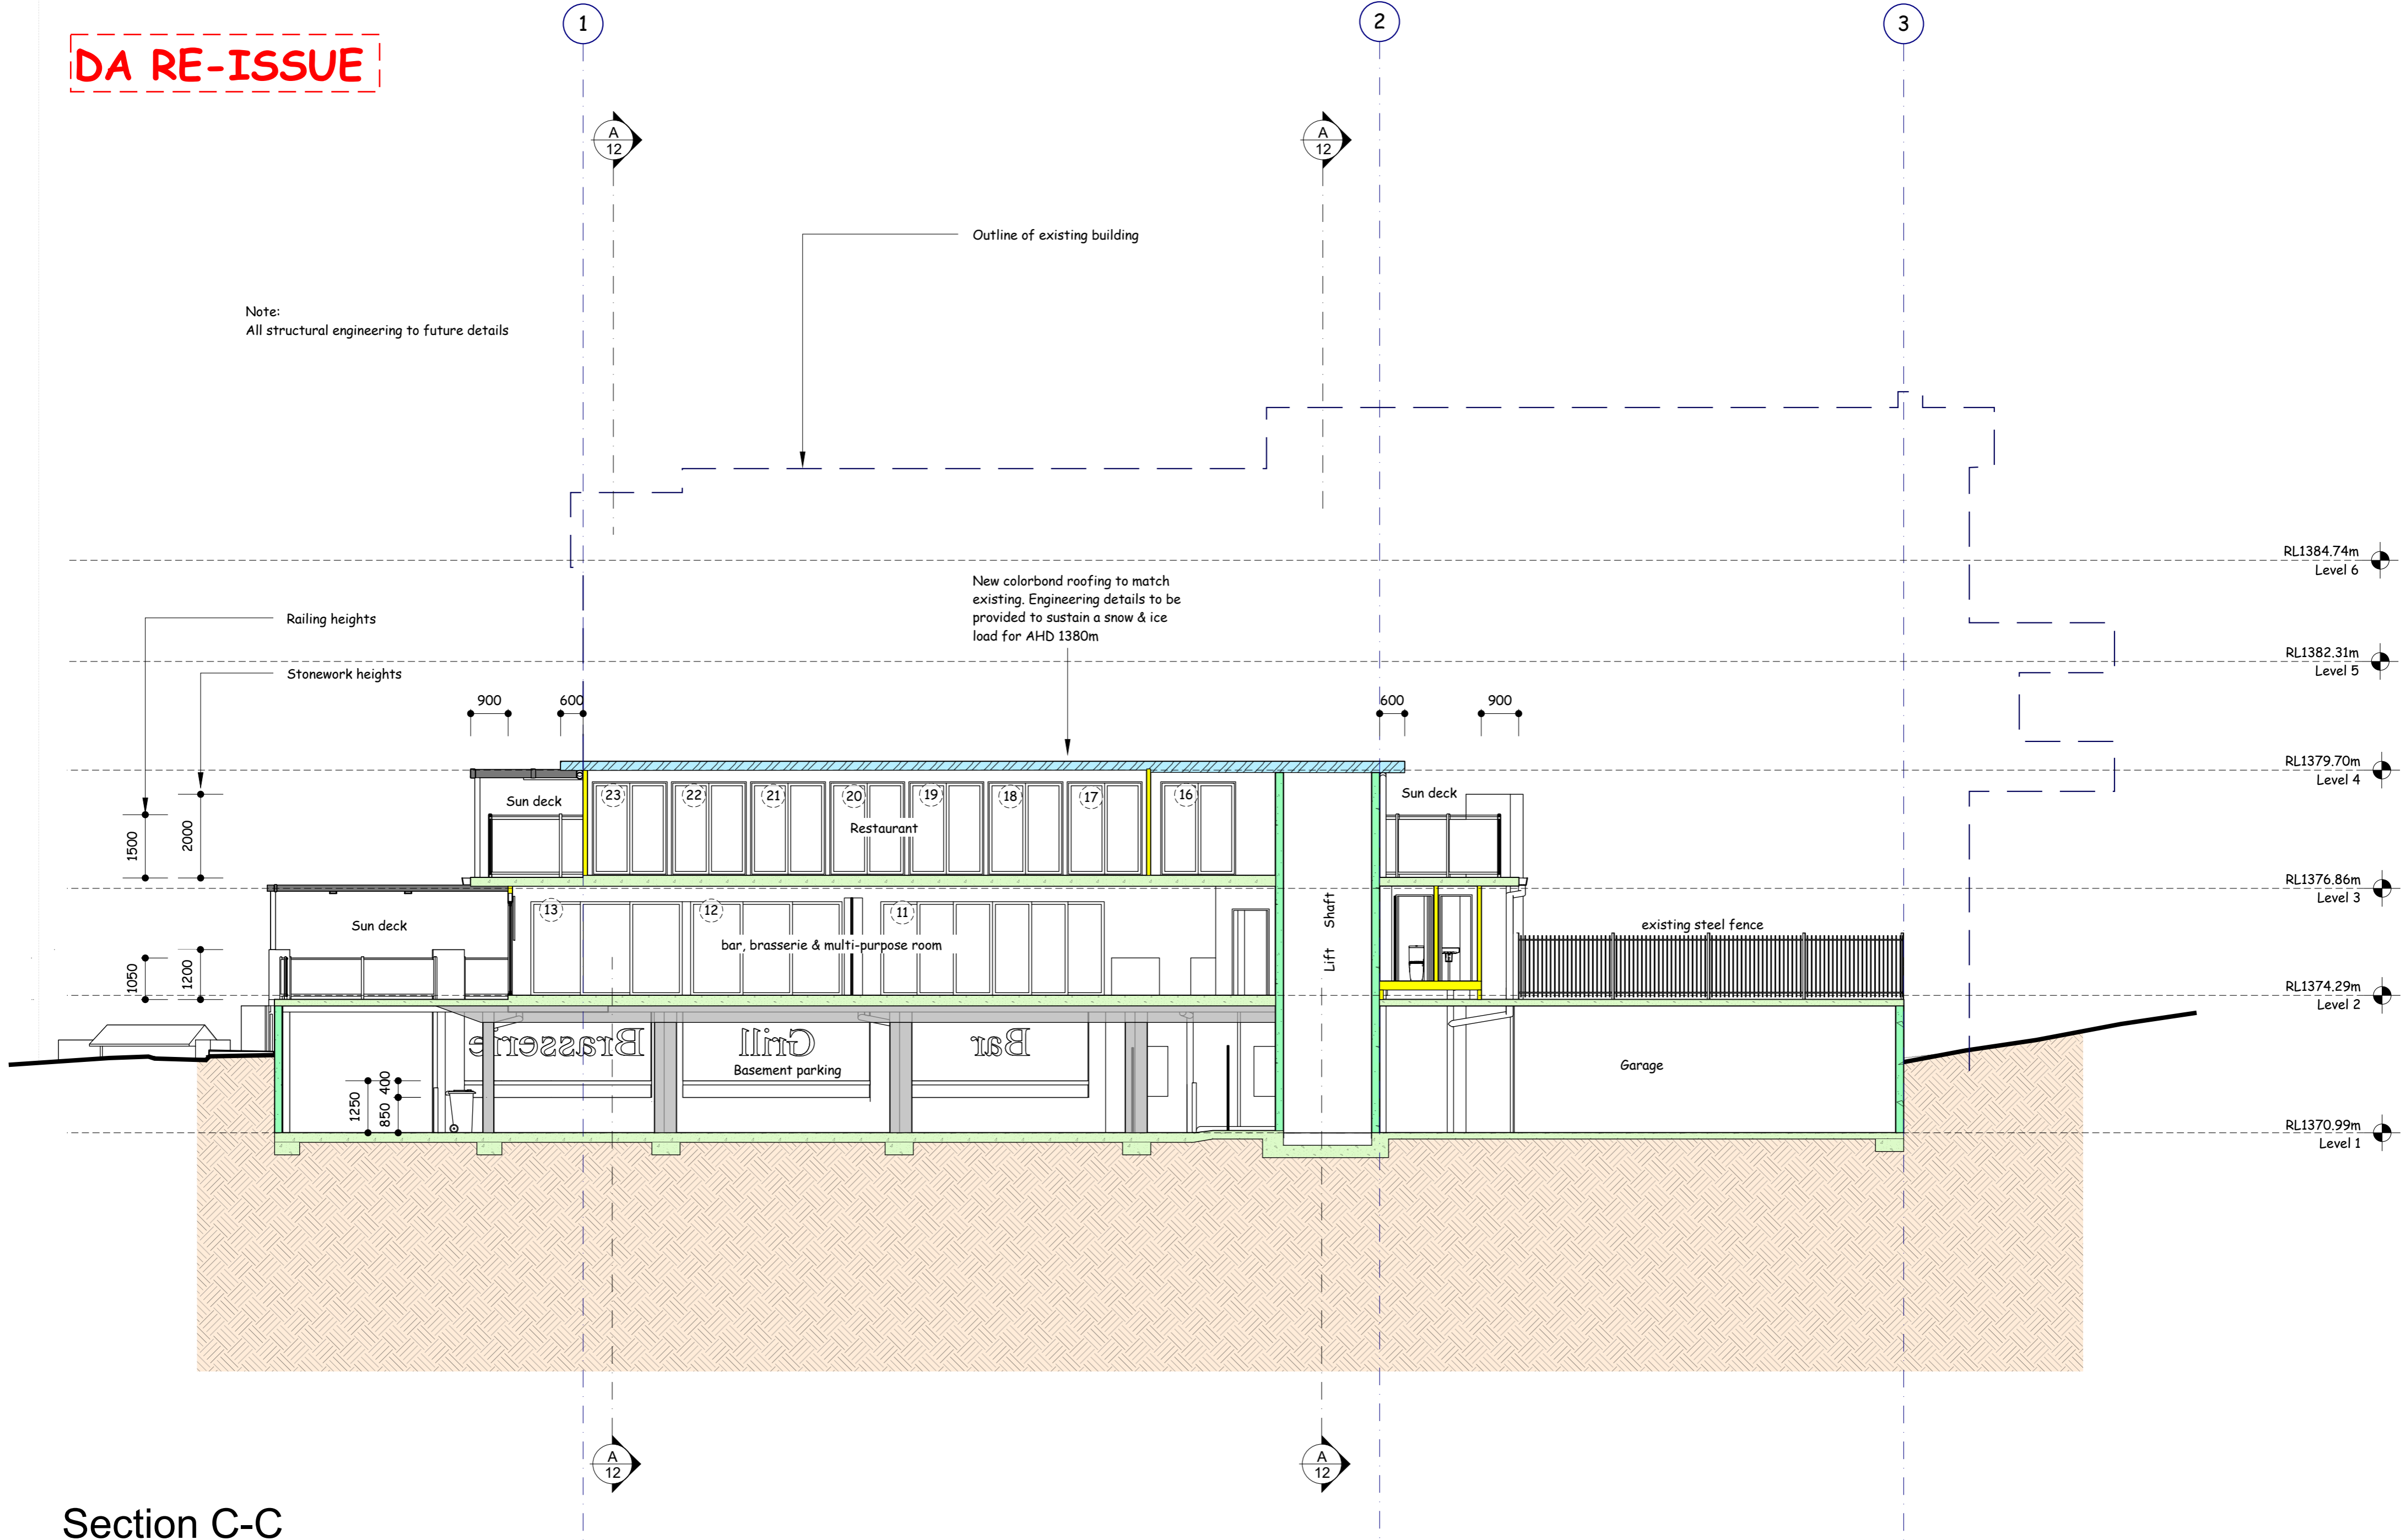 1
2
3
DA RE-ISSUE
A
12
A
12
Outline of existing building
Note:
All structural engineering to future details
RL1384.74m
Level 6
New colorbond roofing to match
existing. Engineering details to be
provided to sustain a snow & ice
load for AHD 1380m
Railing heights
RL1382.31m
Level 5
Stonework heights
900
600
600
900
RL1379.70m
Level 4
Sun deck
23
22
21
20
19
18
17
16
Sun deck
Restaurant
1500
2000
RL1376.86m
Level 3
13
12
11
Lift Shaft
existing steel fence
Sun deck
bar, brasserie & multi-purpose room
1050
1200
RL1374.29m
Level 2
Brasserie
Grill
Bar
Basement parking
Garage
1250
850
400
RL1370.99m
Level 1
A
12
A
12
Section C-C